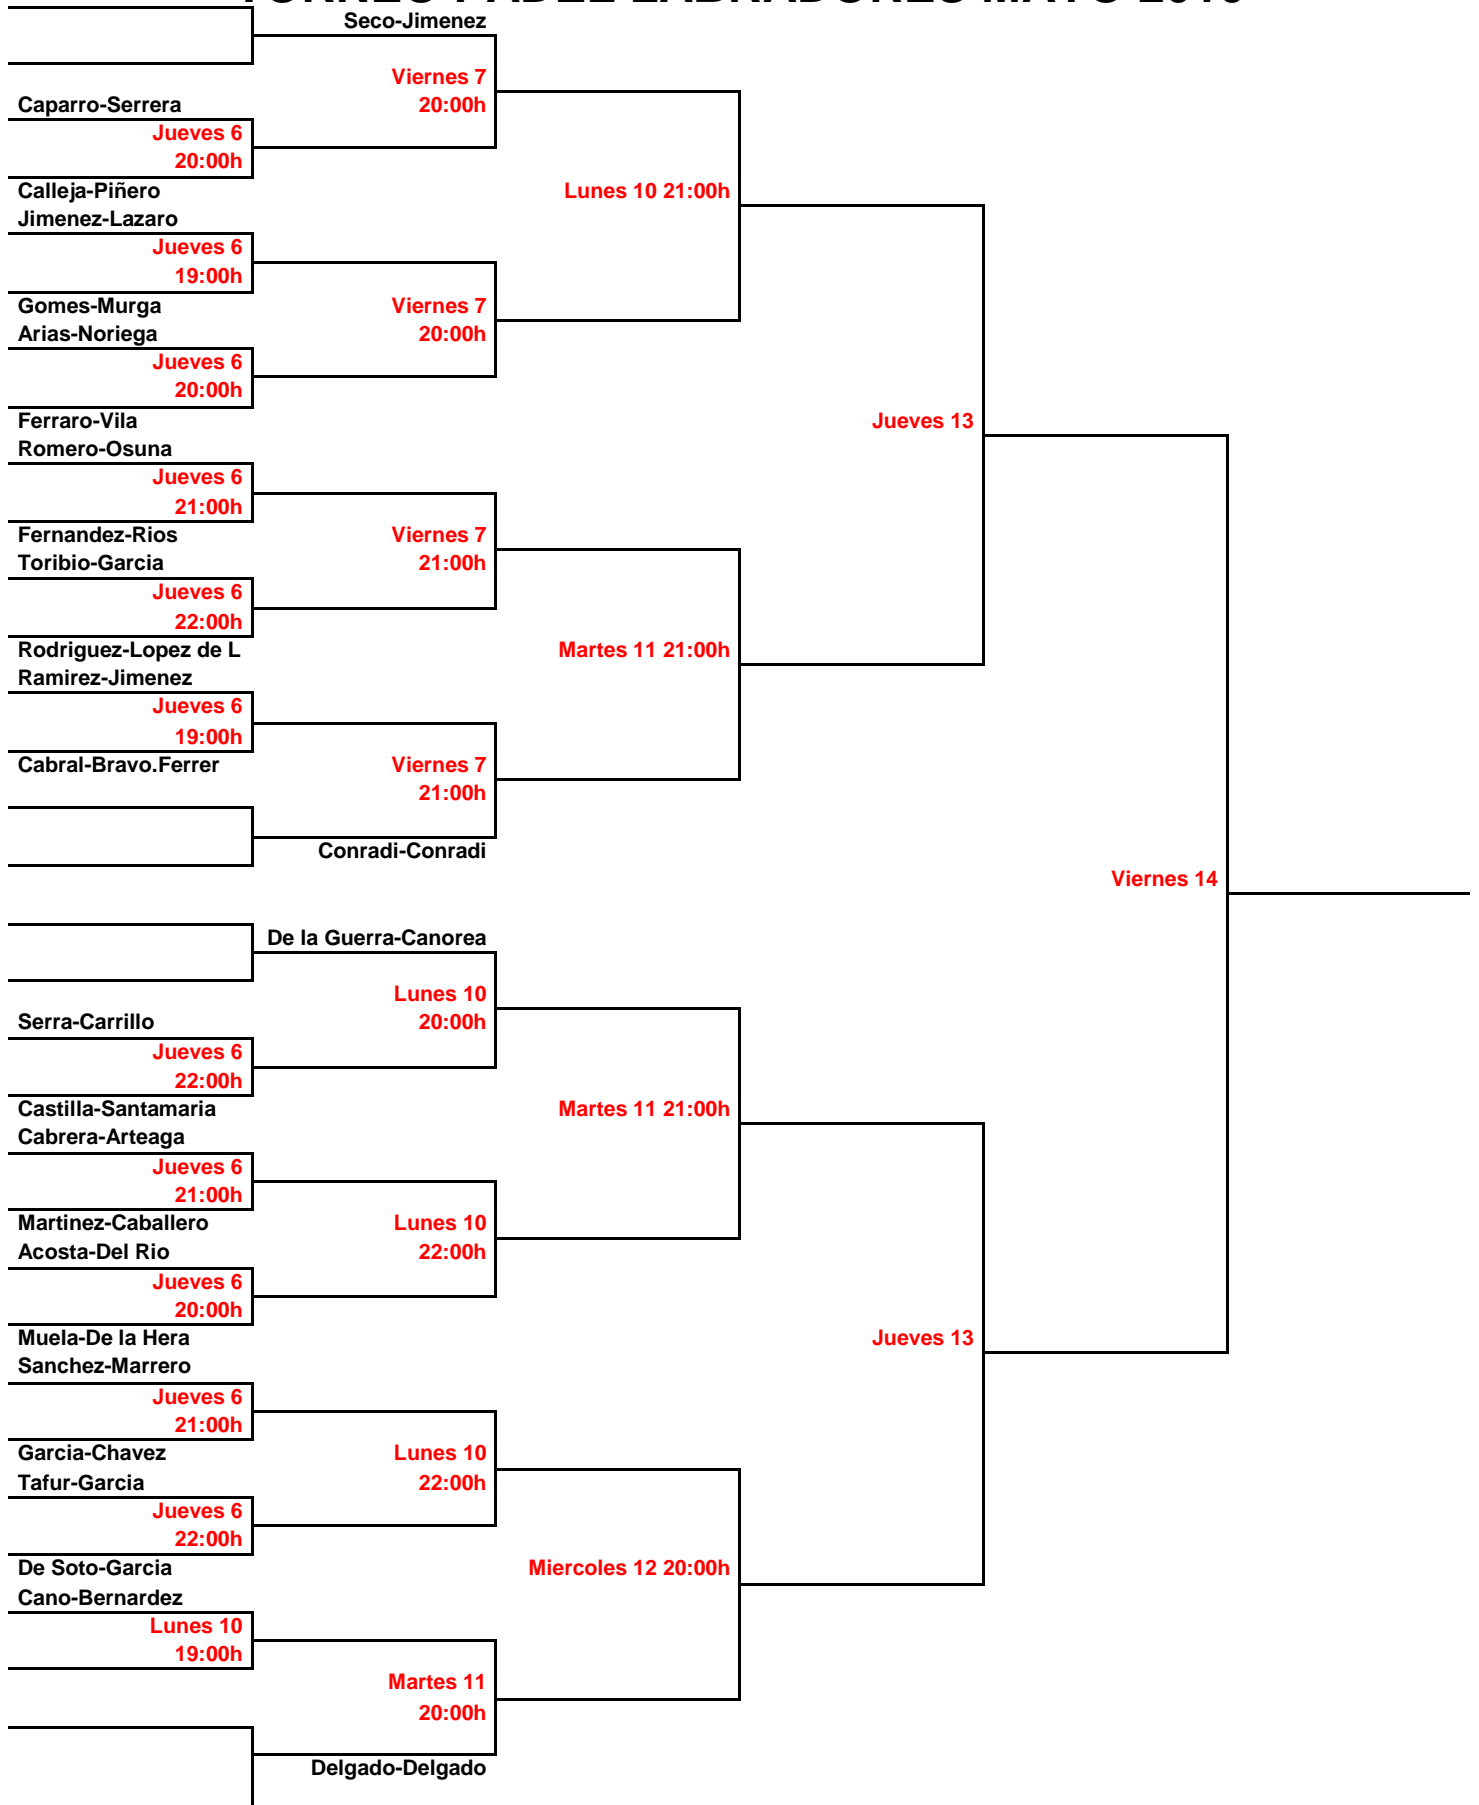 TORNEO PADEL LABRADORES MAYO 2010
Seco-Jimenez
Viernes 7
20:00h
Caparro-Serrera
Jueves 6
20:00h
Calleja-Piñero
Lunes 10 21:00h
Jimenez-Lazaro
Jueves 6
19:00h
Gomes-Murga
Viernes 7
20:00h
Arias-Noriega
Jueves 6
20:00h
Ferraro-Vila
Jueves 13
Romero-Osuna
Jueves 6
21:00h
Fernandez-Rios
Viernes 7
21:00h
Toribio-Garcia
Jueves 6
22:00h
Rodriguez-Lopez de L
Martes 11 21:00h
Ramirez-Jimenez
Jueves 6
19:00h
Cabral-Bravo.Ferrer
Viernes 7
21:00h
Conradi-Conradi
Viernes 14
De la Guerra-Canorea
Lunes 10
20:00h
Serra-Carrillo
Jueves 6
22:00h
Castilla-Santamaria
Martes 11 21:00h
Cabrera-Arteaga
Jueves 6
21:00h
Martinez-Caballero
Lunes 10
22:00h
Acosta-Del Rio
Jueves 6
20:00h
Muela-De la Hera
Jueves 13
Sanchez-Marrero
Jueves 6
21:00h
Garcia-Chavez
Lunes 10
22:00h
Tafur-Garcia
Jueves 6
22:00h
De Soto-Garcia
Miercoles 12 20:00h
Cano-Bernardez
Lunes 10
19:00h
Martes 11
20:00h
Delgado-Delgado